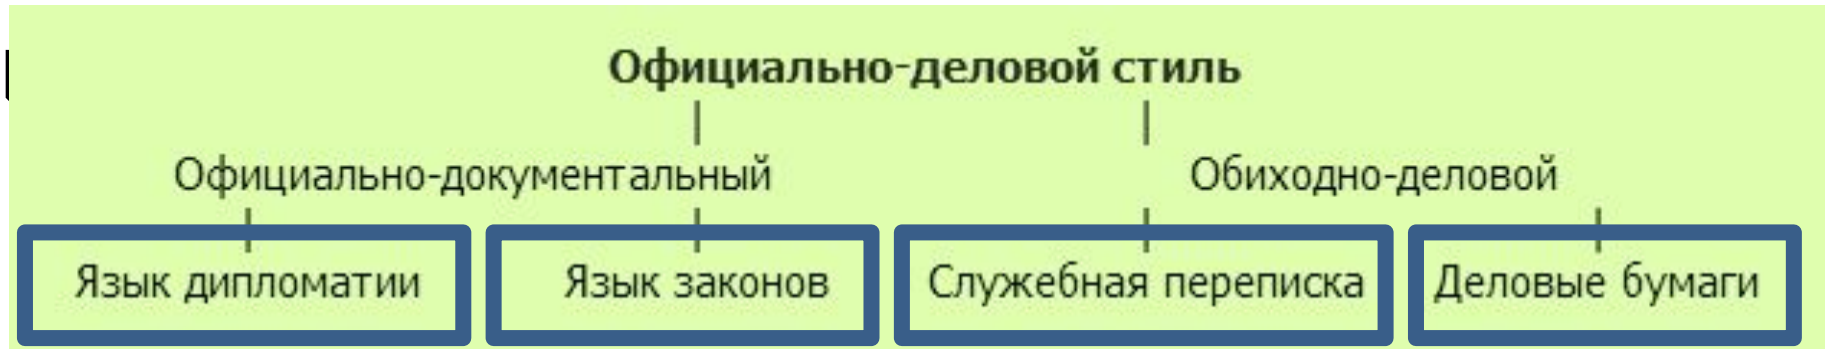 Официально-деловой стиль
Официально-документальный Обиходно-деловой
Язык дипломатии Язык законов Служебная переписка Деловые бумаги